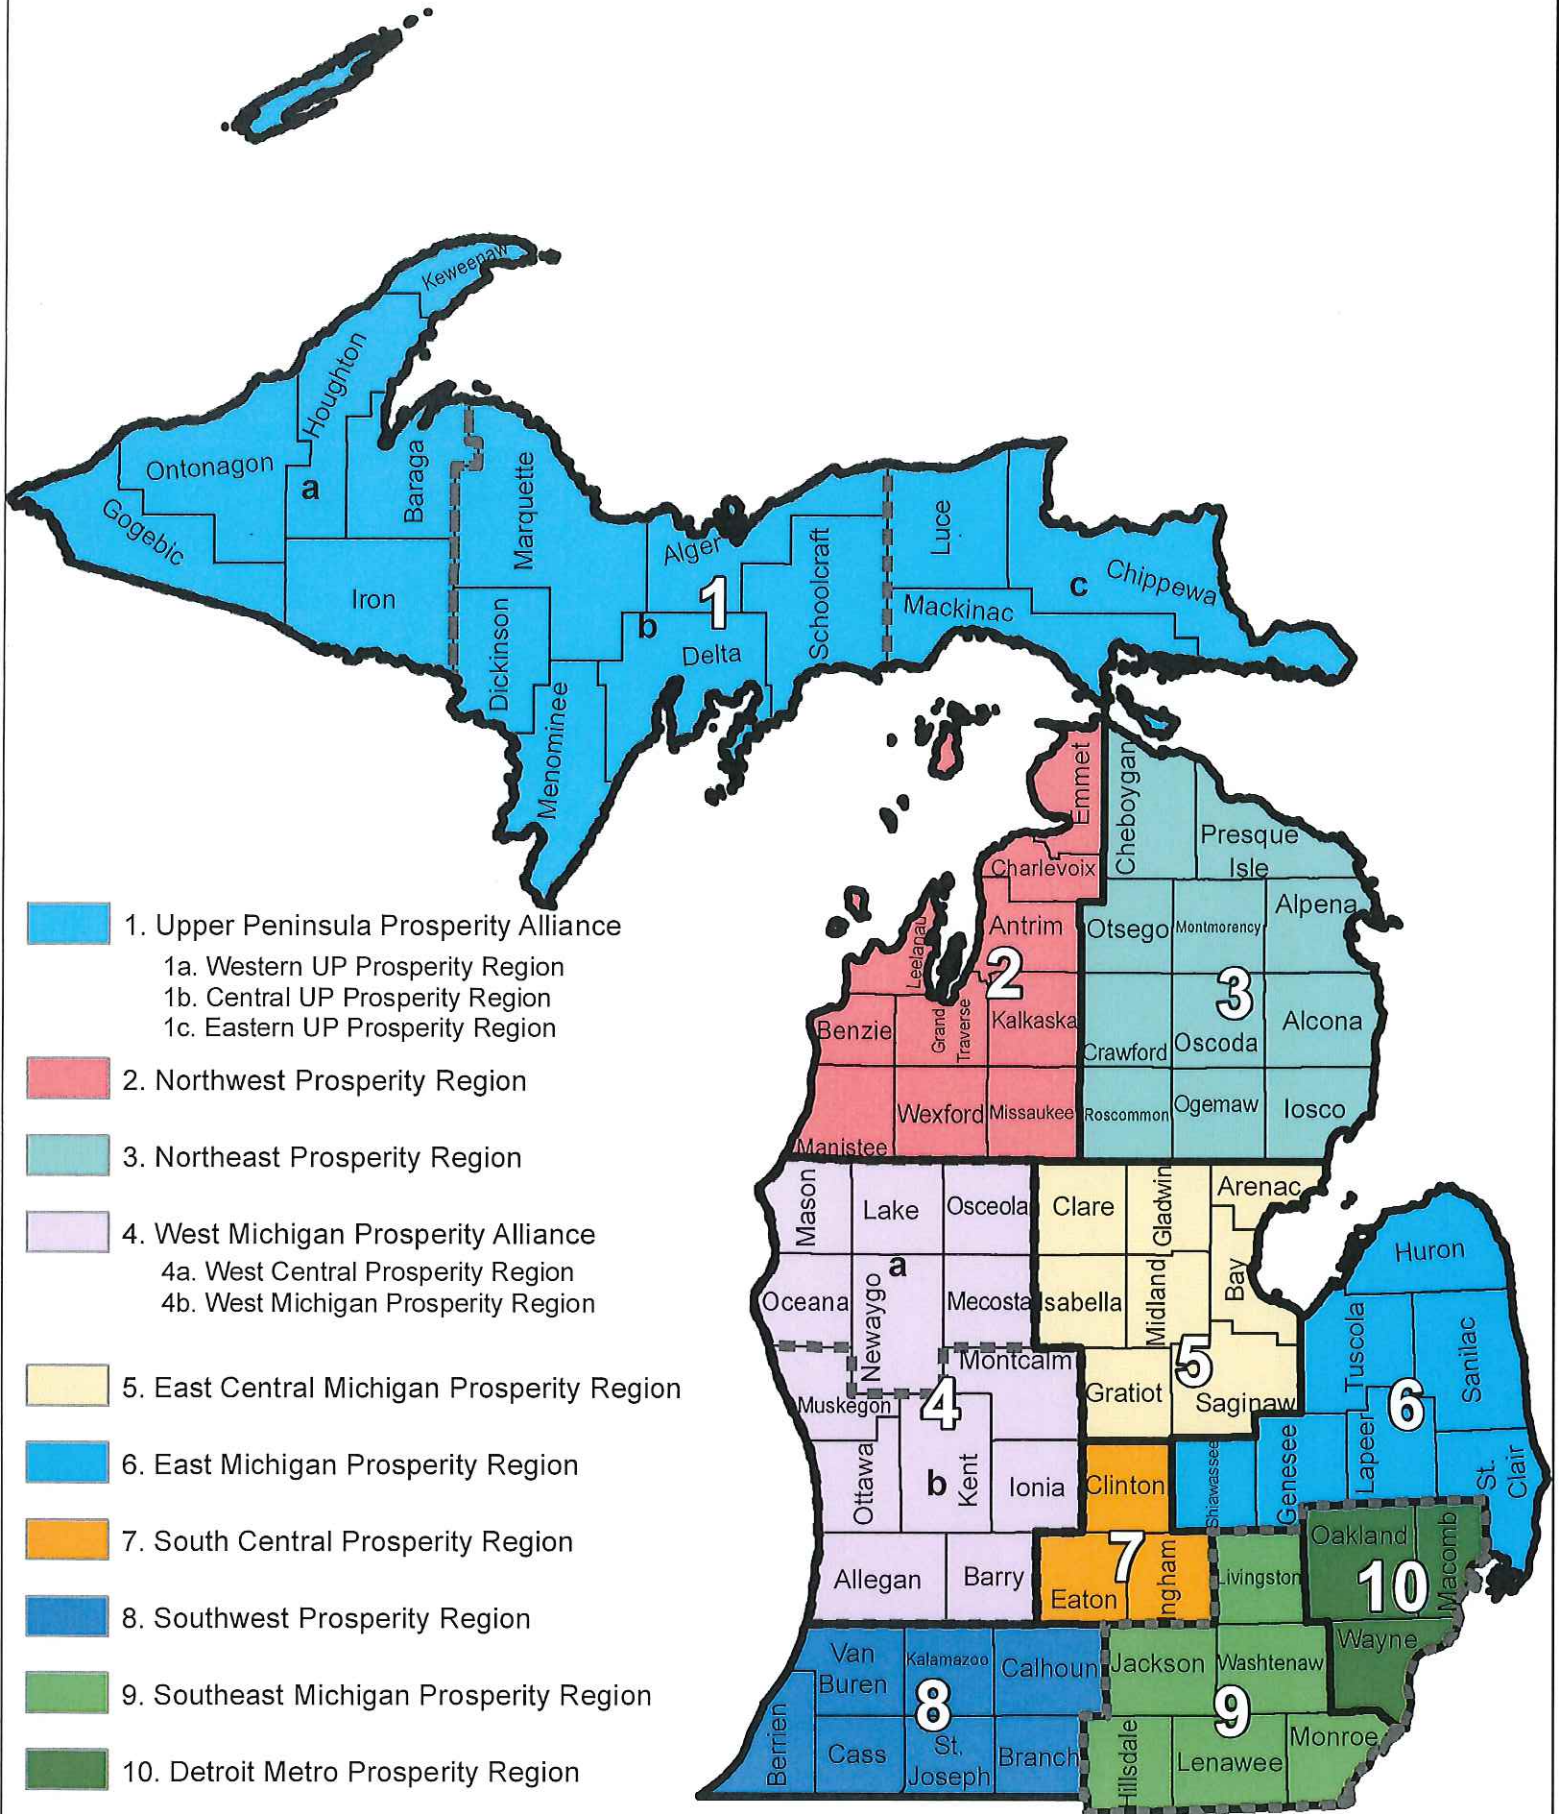 Keweenaw
Houghton
Ontonagon
a
Baraga
Marquette
Gogebic
Iron
Dickinson
Menominee
Alger
1
b
Delta
Schoolcraft
Luce
c
Chippewa
Mackinac
Emmet
Cheboygan
Presque
Isle
Charlevoix
Antrim
Otsego
Montmorency
Alpena
Leelanau
2
3
Benzie
Grand
Traverse
Kalkaska
Crawford
Oscoda
Alcona
Manistee
Wexford
Missaukee
Roscommon
Ogemaw
Iosco
1. Upper Peninsula Prosperity Alliance
1a. Western UP Prosperity Region
1b. Central UP Prosperity Region
1c. Eastern UP Prosperity Region
2. Northwest Prosperity Region
3. Northeast Prosperity Region
4. West Michigan Prosperity Alliance
4a. West Central Prosperity Region
4b. West Michigan Prosperity Region
5. East Central Michigan Prosperity Region
6. East Michigan Prosperity Region
7. South Central Prosperity Region
8. Southwest Prosperity Region
9. Southeast Michigan Prosperity Region
10. Detroit Metro Prosperity Region
Mason
Lake
Osceola
Clare
Gladwin
Arenac
Huron
a
Oceana
Newaygo
Mecosta
Isabella
Midland
Bay
Tuscola
Sanilac
Montcalm
5
Muskegon
4
Gratiot
Saginaw
6
Lapeer
Ottawa
b
Kent
Ionia
Clinton
Shiawassee
Genesee
St.
Clair
Allegan
Barry
7
Eaton
Ingham
Livingston
Oakland
10
Macomb
Van
Buren
Kalamazoo
Calhoun
Jackson
Washtenaw
Wayne
8
9
Berrien
Cass
St.
Joseph
Branch
Hillsdale
Lenawee
Monroe